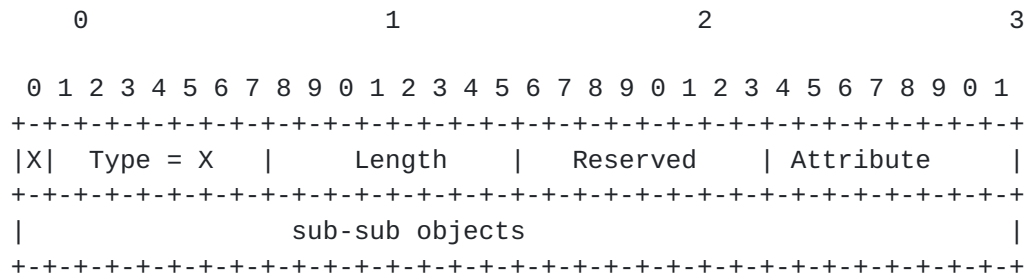 0                   1                   2                   3
0 1 2 3 4 5 6 7 8 9 0 1 2 3 4 5 6 7 8 9 0 1 2 3 4 5 6 7 8 9 0 1
+-+-+-+-+-+-+-+-+-+-+-+-+-+-+-+-+-+-+-+-+-+-+-+-+-+-+-+-+-+-+-+-+
|X|  Type = X   |     Length    |   Reserved    | Attribute     |
+-+-+-+-+-+-+-+-+-+-+-+-+-+-+-+-+-+-+-+-+-+-+-+-+-+-+-+-+-+-+-+-+
|                 sub-sub objects                               |
+-+-+-+-+-+-+-+-+-+-+-+-+-+-+-+-+-+-+-+-+-+-+-+-+-+-+-+-+-+-+-+-+